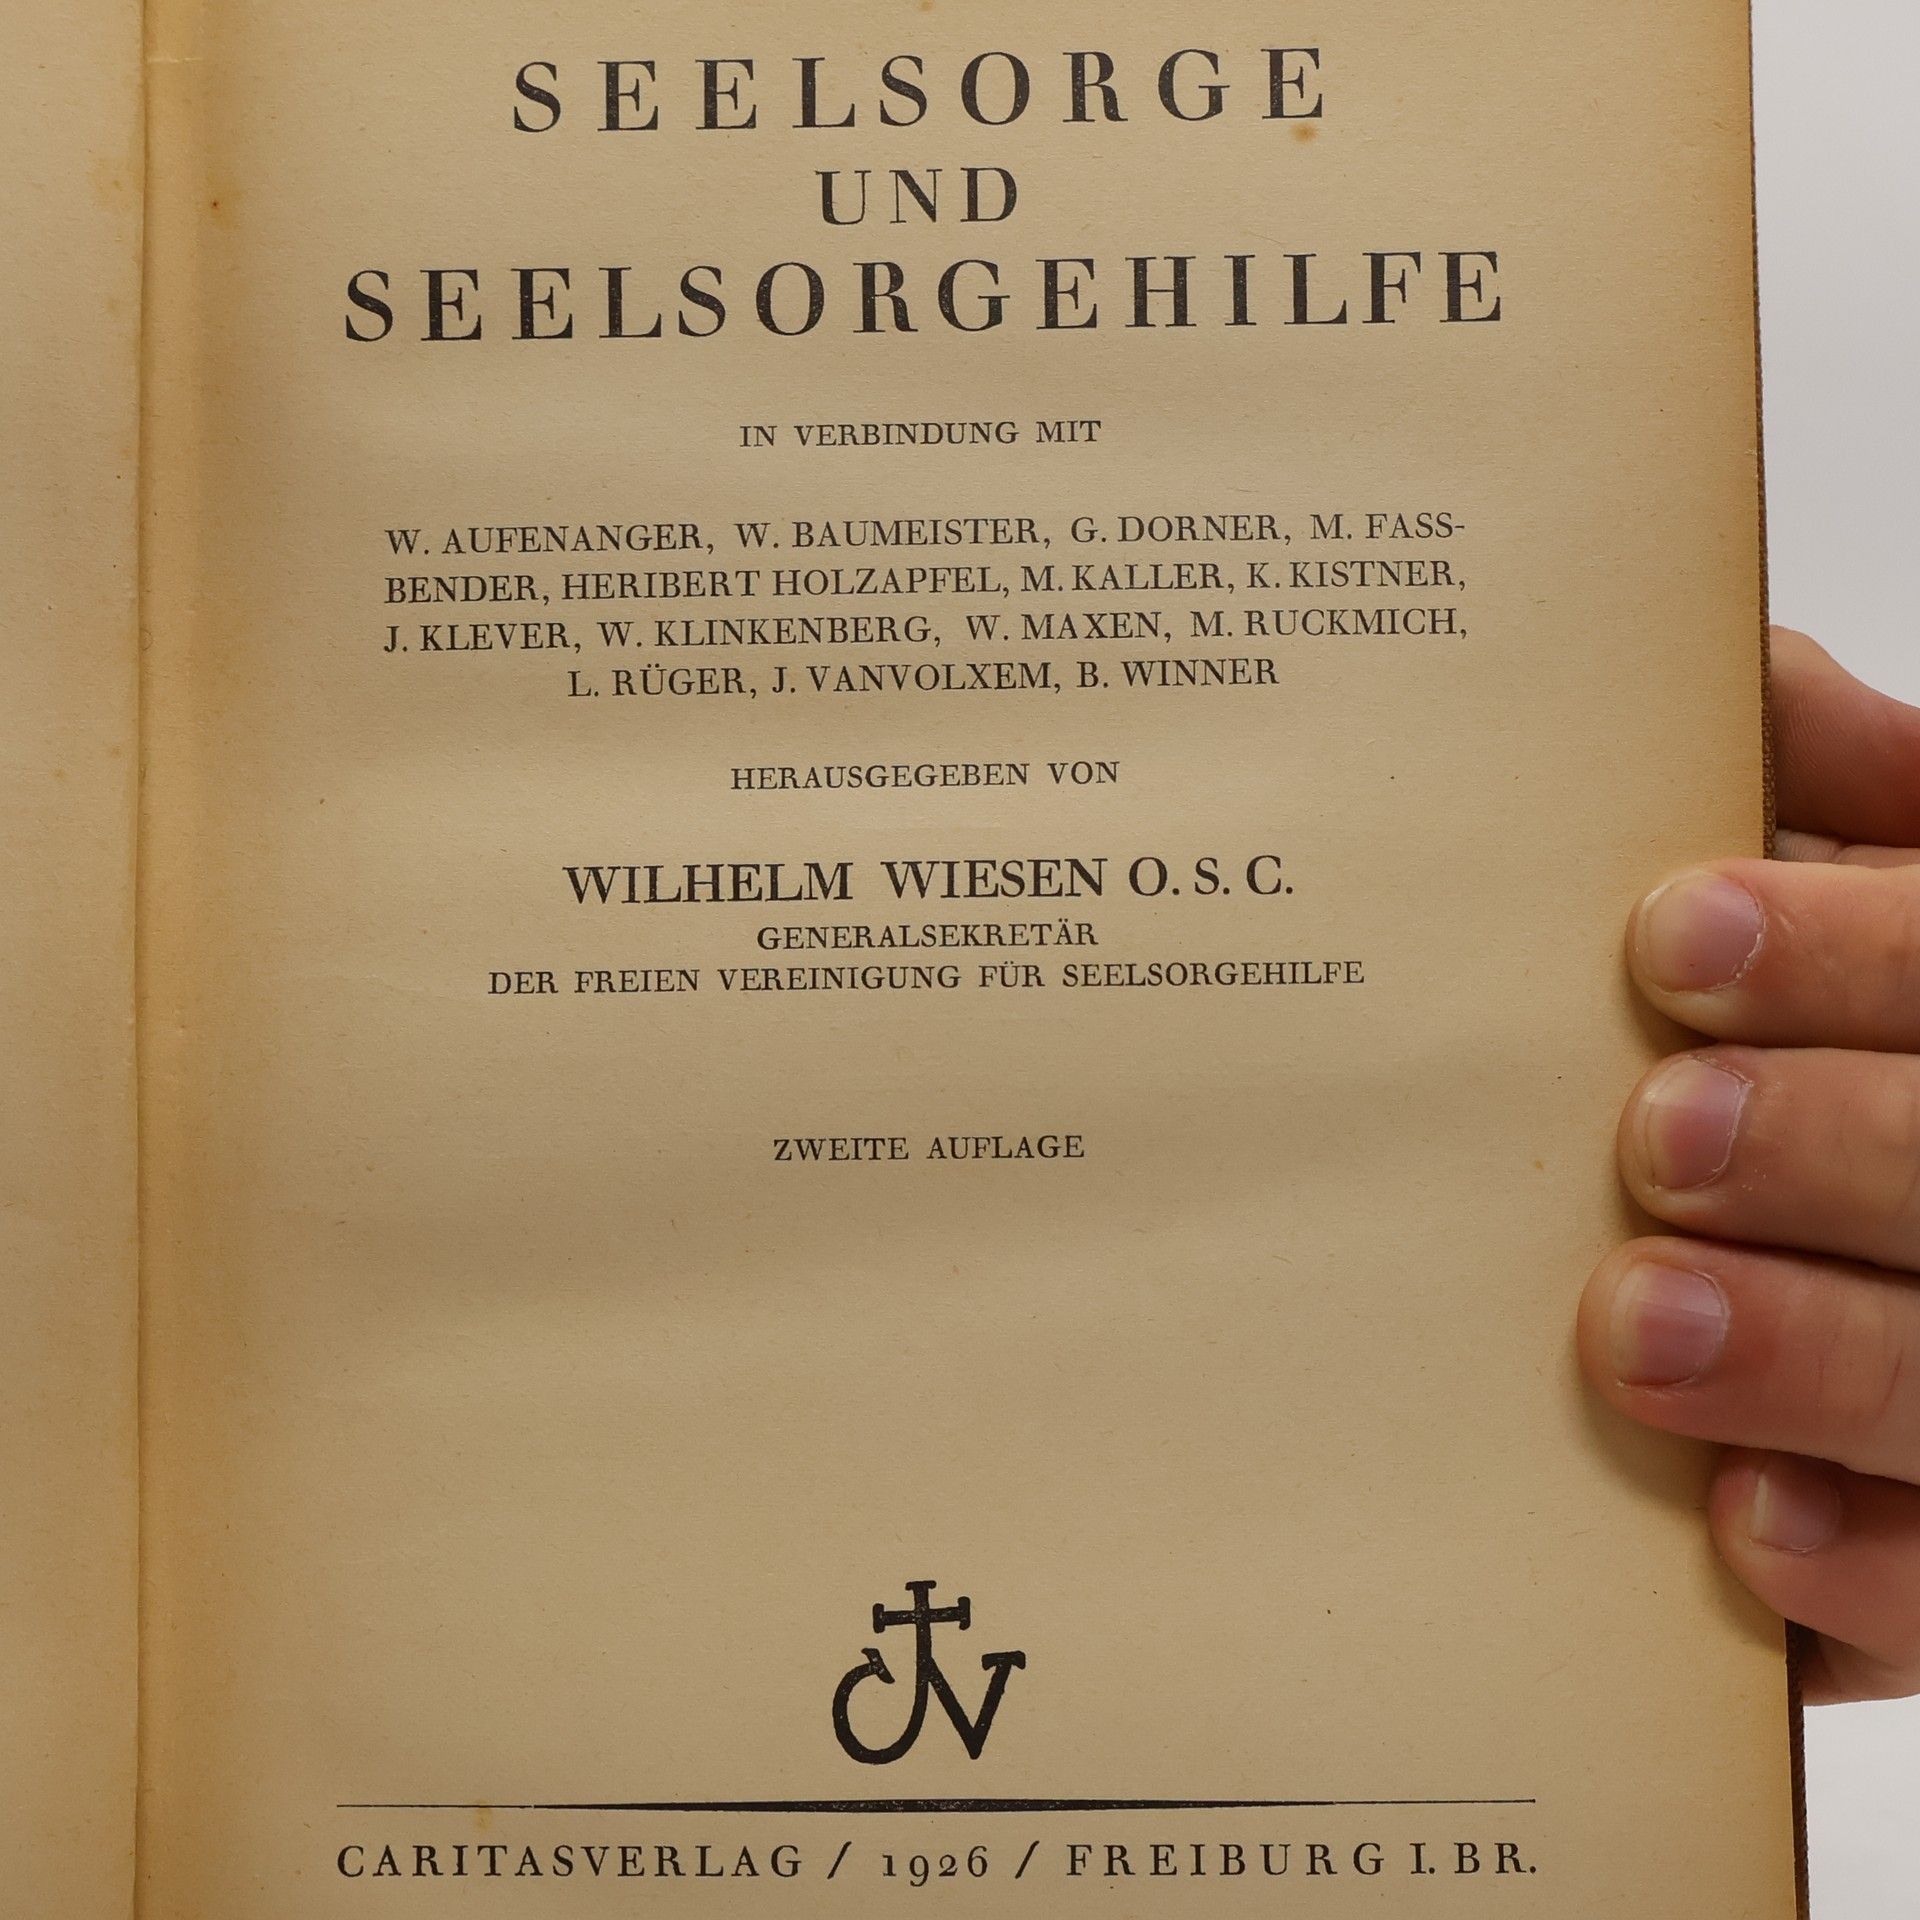 SEELSORGE
UND
SEELSORGEHILFE
IN VERBINDUNG MIT
W. AUFENANGER, W. BAUMEISTER, G. DORNER, M. FASS-
BENDER, HERIBERT HOLZAPFEL, M. KALLER, K. KISTNER,
J. KLEVER, W. KLINKENBERG, W. MAXEN, M. RUCKMICH,
L. RÜGER, J. VANVOLXEM, B. WINNER
HERAUSGEGEBEN VON
WILHELM WIESEN O. S. C.
GENERALSEKRETÄR
DER FREIEN VEREINIGUNG FÜR SEELSORGEHILFE
ZWEITE AUFLAGE
CV
CARITASVERLAG / 1926 / FREIBURG I. BR.